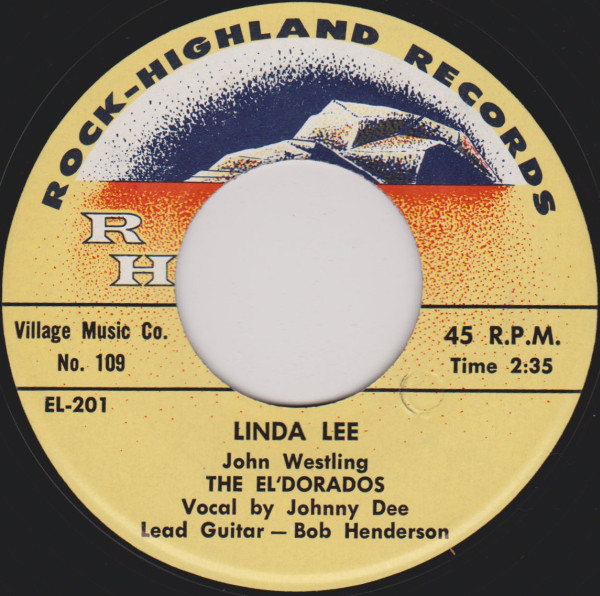 ROCK-HIGHLAND RECORDS
R
H
Village Music Co.
No. 109
45 R.P.M.
Time 2:35
EL-201
LINDA LEE
John Westling
THE EL'DORADOS
Vocal by Johnny Dee
Lead Guitar — Bob Henderson